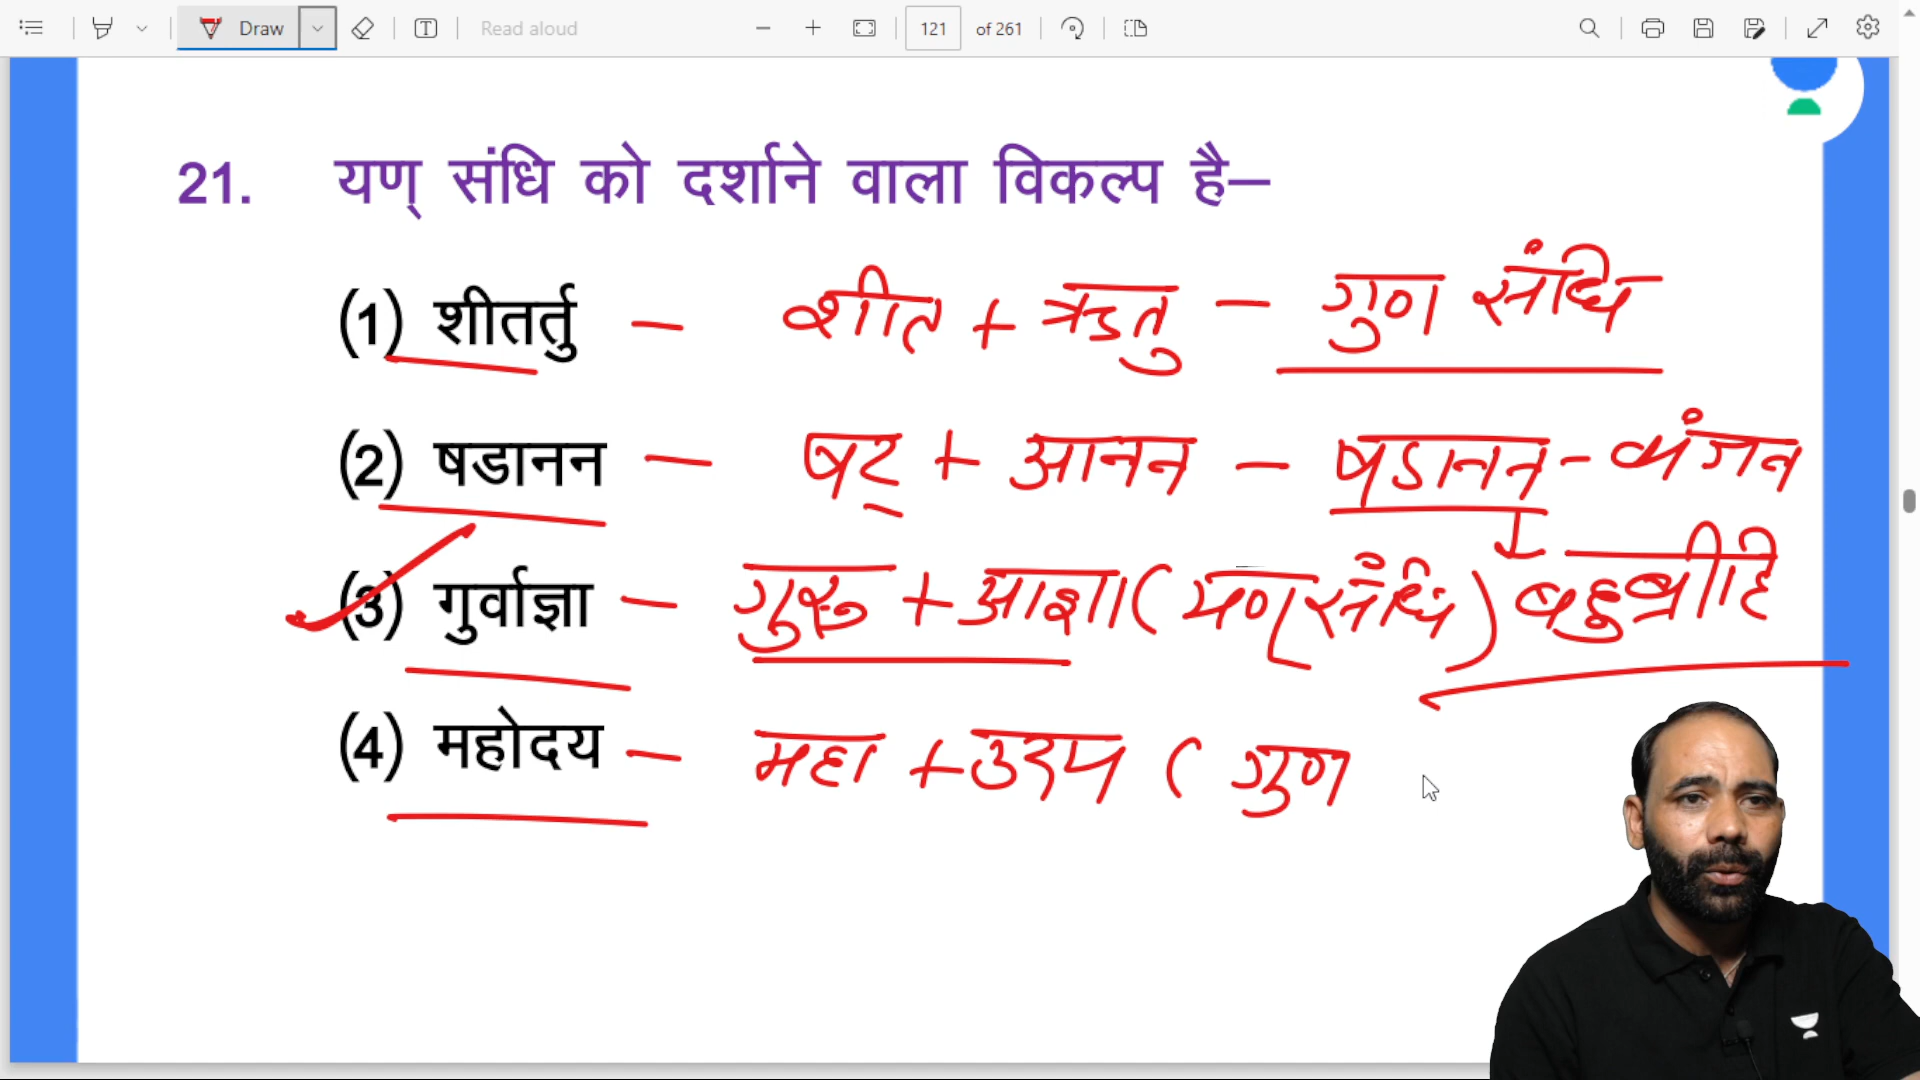 Draw Read aloud 121 of 261
21. यण् संधि को दर्शाने वाला विकल्प है–
(1) शीतर्तु – शीत + ऋतु – गुण संधि
(2) षडानन – षट् + आनन – षडानन – व्यंजन
(3) गुर्वाज्ञा – गुरु + आज्ञा ( यण् संधि ) बहुव्रीहि
(4) महोदय – महा + उदय ( गुण